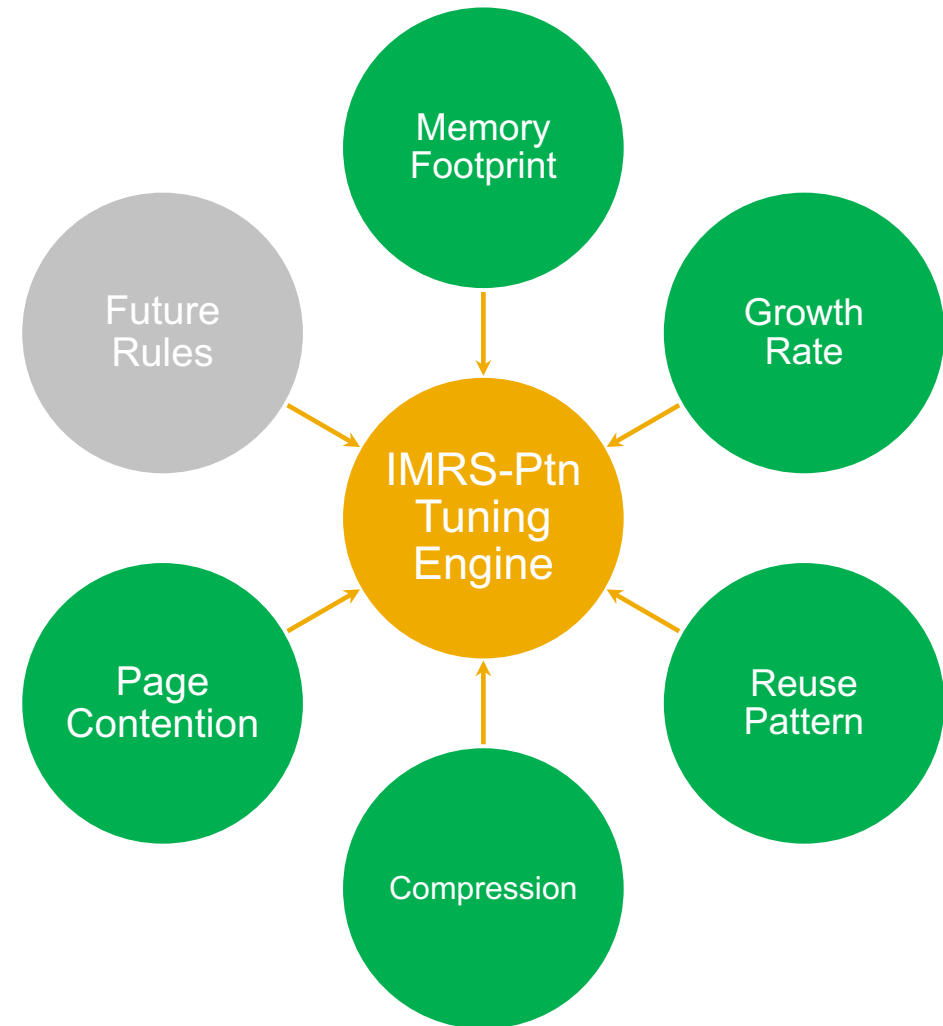 Memory
Footprint
Future
Rules
Growth
Rate
IMRS-Ptn
Tuning
Engine
Page
Contention
Reuse
Pattern
Compression